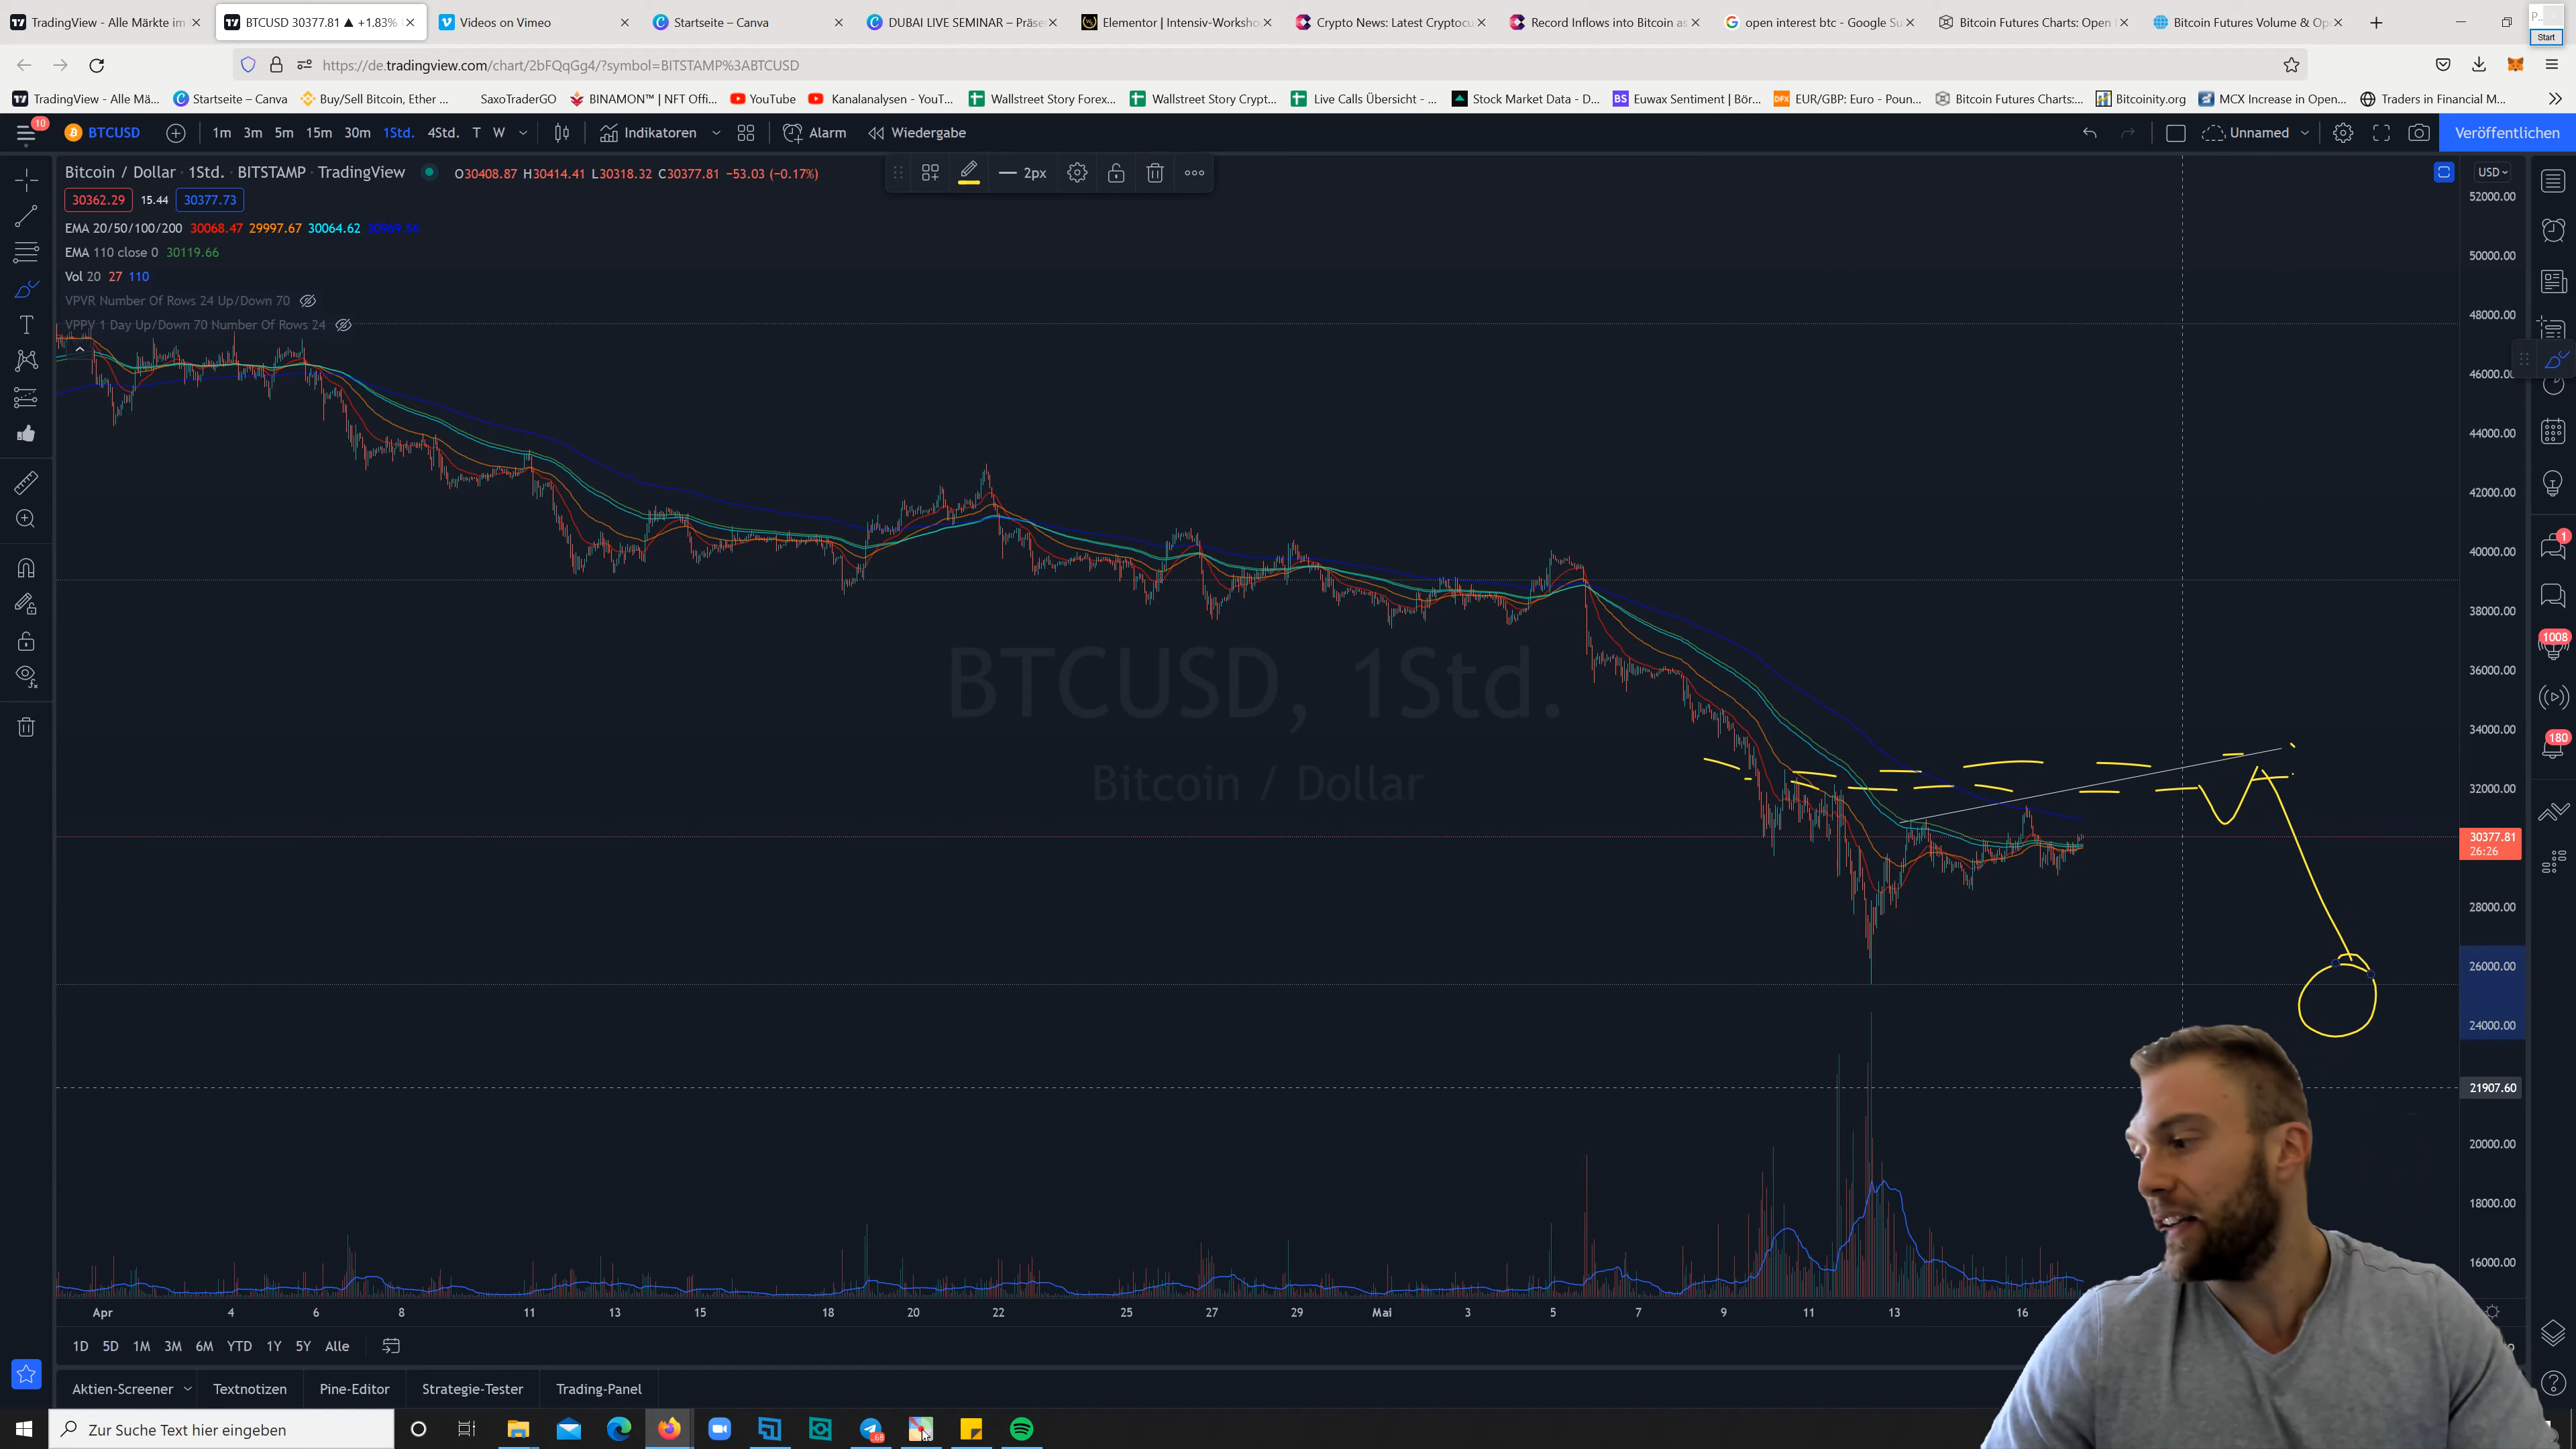 TradingView - Alle Märkte im
BTCUSD 30377.81 ▲ +1.83%
Videos on Vimeo
Startseite – Canva
DUBAI LIVE SEMINAR – Präse
Elementor | Intensiv-Worksho
Crypto News: Latest Cryptocu
Record Inflows into Bitcoin as
open interest btc - Google Su
Bitcoin Futures Charts: Open
Bitcoin Futures Volume & Op
Start
https://de.tradingview.com/chart/2bFQqGg4/?symbol=BITSTAMP%3ABTCUSD
TradingView - Alle Mä...
Startseite – Canva
Buy/Sell Bitcoin, Ether ...
SaxoTraderGO
BINAMON™ | NFT Offi...
YouTube
Kanalanalysen - YouT...
Wallstreet Story Forex...
Wallstreet Story Crypt...
Live Calls Übersicht - ...
Stock Market Data - D...
Euwax Sentiment | Bör...
EUR/GBP: Euro - Poun...
Bitcoin Futures Charts:...
Bitcoinity.org
MCX Increase in Open...
Traders in Financial M...
10
BTCUSD
1m 3m 5m 15m 30m 1Std. 4Std. T W
Indikatoren
Alarm
Wiedergabe
Unnamed
Veröffentlichen
Bitcoin / Dollar · 1Std. · BITSTAMP · TradingView
O30408.87 H30414.41 L30318.32 C30377.81 −53.03 (−0.17%)
2px
USD
30362.29 15.44 30377.73
EMA 20/50/100/200 30068.47 29997.67 30064.62 30969.56
EMA 110 close 0 30119.66
Vol 20 27 110
VPVR Number Of Rows 24 Up/Down 70
VPPV 1 Day Up/Down 70 Number Of Rows 24
BTCUSD, 1Std.
Bitcoin / Dollar
52000.00
50000.00
48000.00
46000.00
44000.00
42000.00
40000.00
38000.00
36000.00
34000.00
32000.00
30377.81
26:26
28000.00
26000.00
24000.00
21907.60
20000.00
18000.00
16000.00
1
1008
180
Apr 4 6 8 11 13 15 18 20 22 25 27 29 Mai 3 5 7 9 11 13 16
1D 5D 1M 3M 6M YTD 1Y 5Y Alle
Aktien-Screener
Textnotizen
Pine-Editor
Strategie-Tester
Trading-Panel
Zur Suche Text hier eingeben